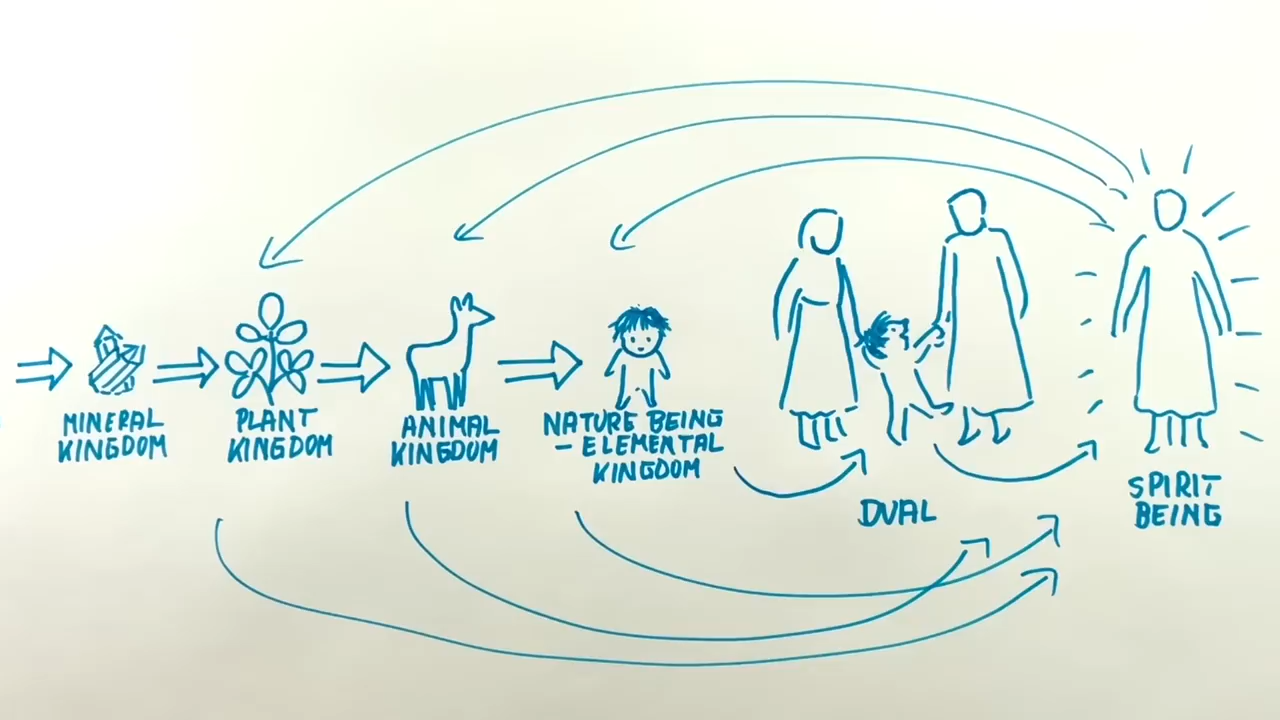 MINERAL
KINGDOM
PLANT
KINGDOM
ANIMAL
KINGDOM
NATURE BEING
- ELEMENTAL
KINGDOM
DUAL
SPIRIT
BEING